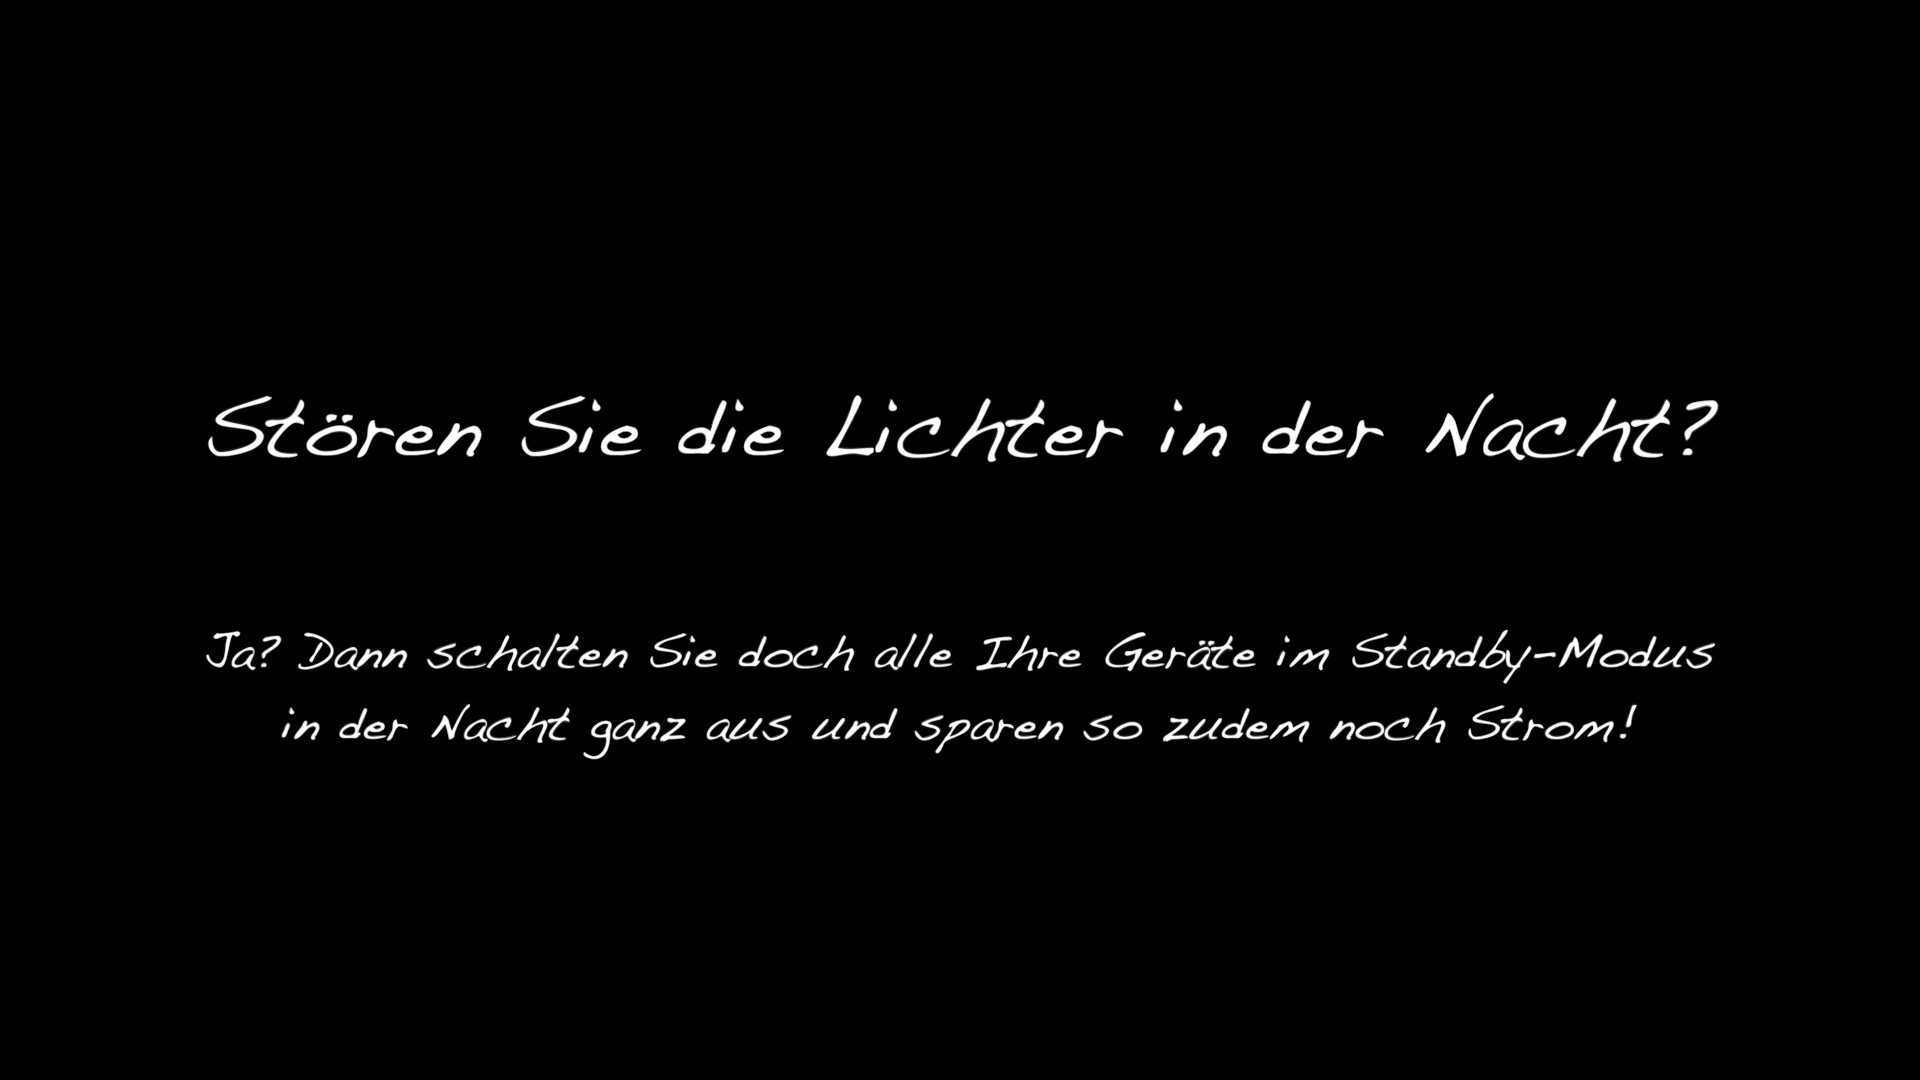 Stören Sie die Lichter in der Nacht?
Ja? Dann schalten Sie doch alle Ihre Geräte im Standby-Modus
in der Nacht ganz aus und sparen so zudem noch Strom!